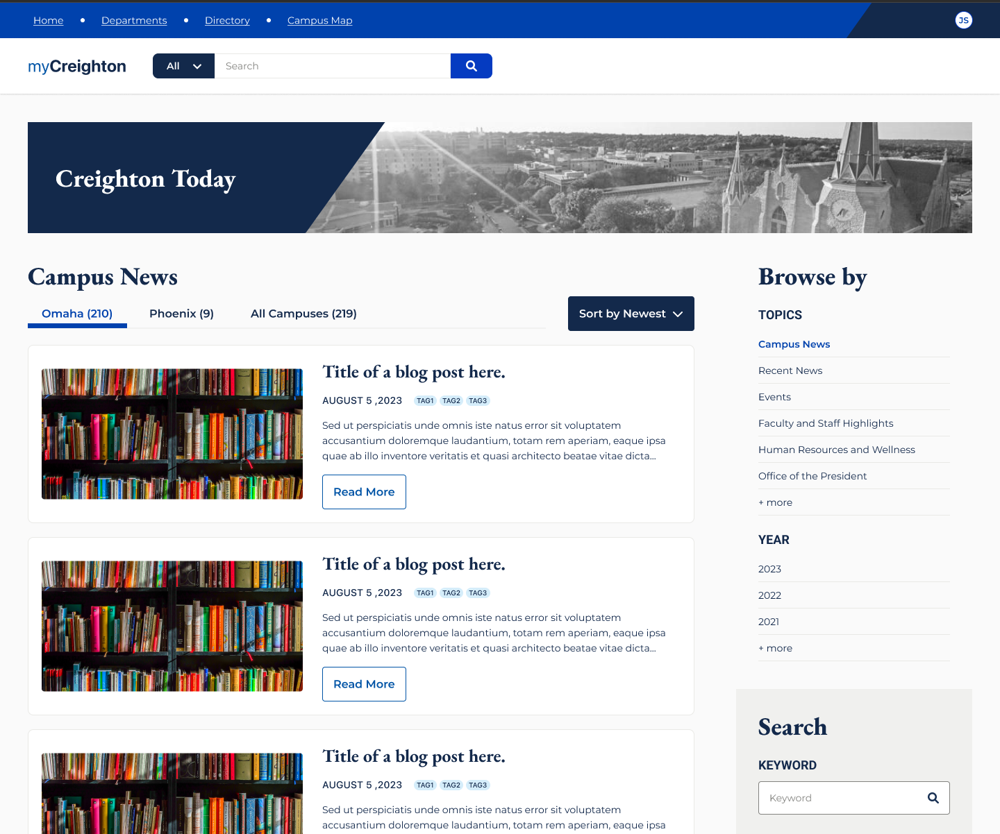 Home
Departments
Directory
Campus Map
JS
myCreighton
All
Search
Creighton Today
Campus News
Omaha (210)
Phoenix (9)
All Campuses (219)
Sort by Newest
Title of a blog post here.
AUGUST 5 ,2023
TAG1
TAG2
TAG3
Sed ut perspiciatis unde omnis iste natus error sit voluptatem
accusantium doloremque laudantium, totam rem aperiam, eaque ipsa
quae ab illo inventore veritatis et quasi architecto beatae vitae dicta...
Read More
Title of a blog post here.
AUGUST 5 ,2023
TAG1
TAG2
TAG3
Sed ut perspiciatis unde omnis iste natus error sit voluptatem
accusantium doloremque laudantium, totam rem aperiam, eaque ipsa
quae ab illo inventore veritatis et quasi architecto beatae vitae dicta...
Read More
Title of a blog post here.
AUGUST 5 ,2023
TAG1
TAG2
TAG3
Sed ut perspiciatis unde omnis iste natus error sit voluptatem
accusantium doloremque laudantium, totam rem aperiam, eaque ipsa
Browse by
TOPICS
Campus News
Recent News
Events
Faculty and Staff Highlights
Human Resources and Wellness
Office of the President
+ more
YEAR
2023
2022
2021
+ more
Search
KEYWORD
Keyword